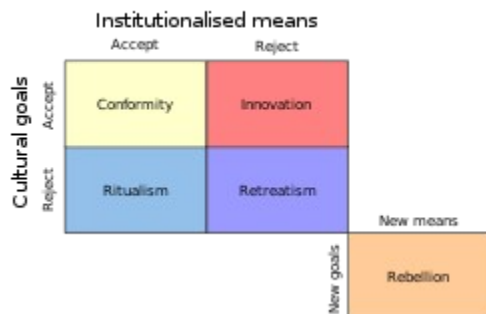 Institutionalised means
Accept Reject
Cultural goals
Accept
Conformity Innovation
Reject
Ritualism Retreatism
New means
New goals
Rebellion